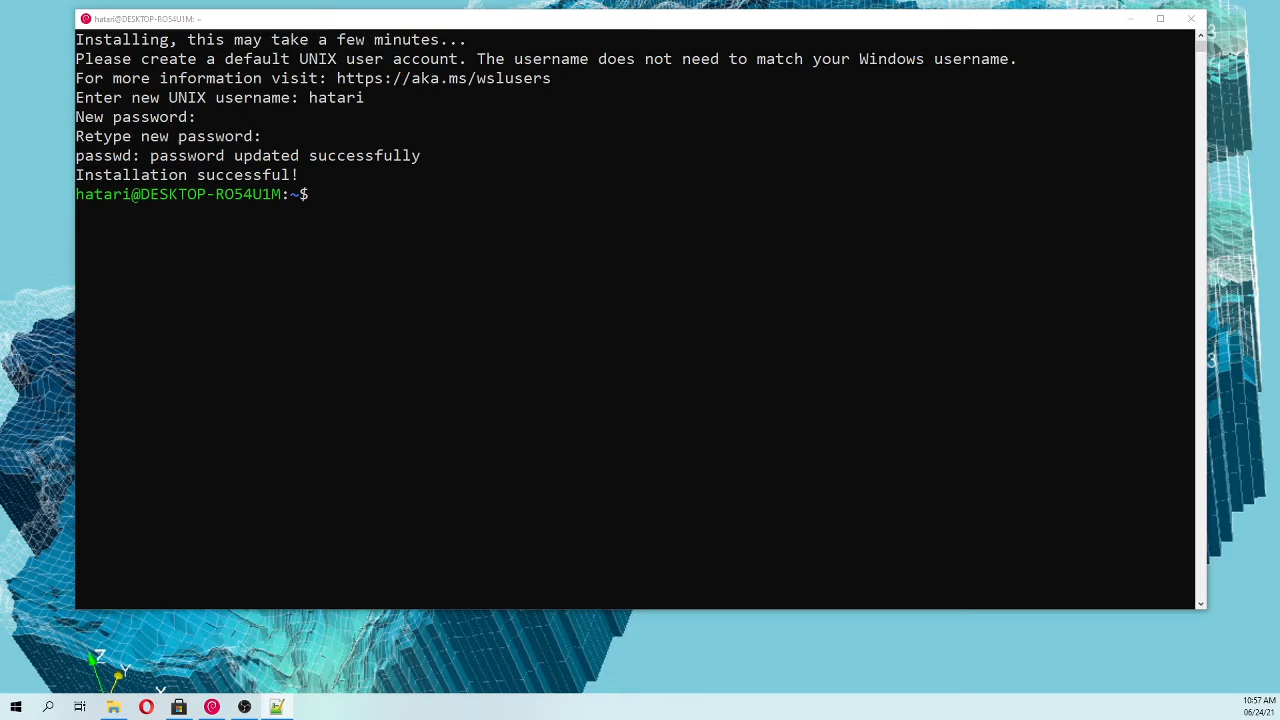 hatari@DESKTOP-RO54U1M: ~
Installing, this may take a few minutes...
Please create a default UNIX user account. The username does not need to match your Windows username.
For more information visit: https://aka.ms/wslusers
Enter new UNIX username: hatari
New password:
Retype new password:
passwd: password updated successfully
Installation successful!
hatari@DESKTOP-RO54U1M:~$
3
3
Z
Y
X
10:57 AM
06/24/21